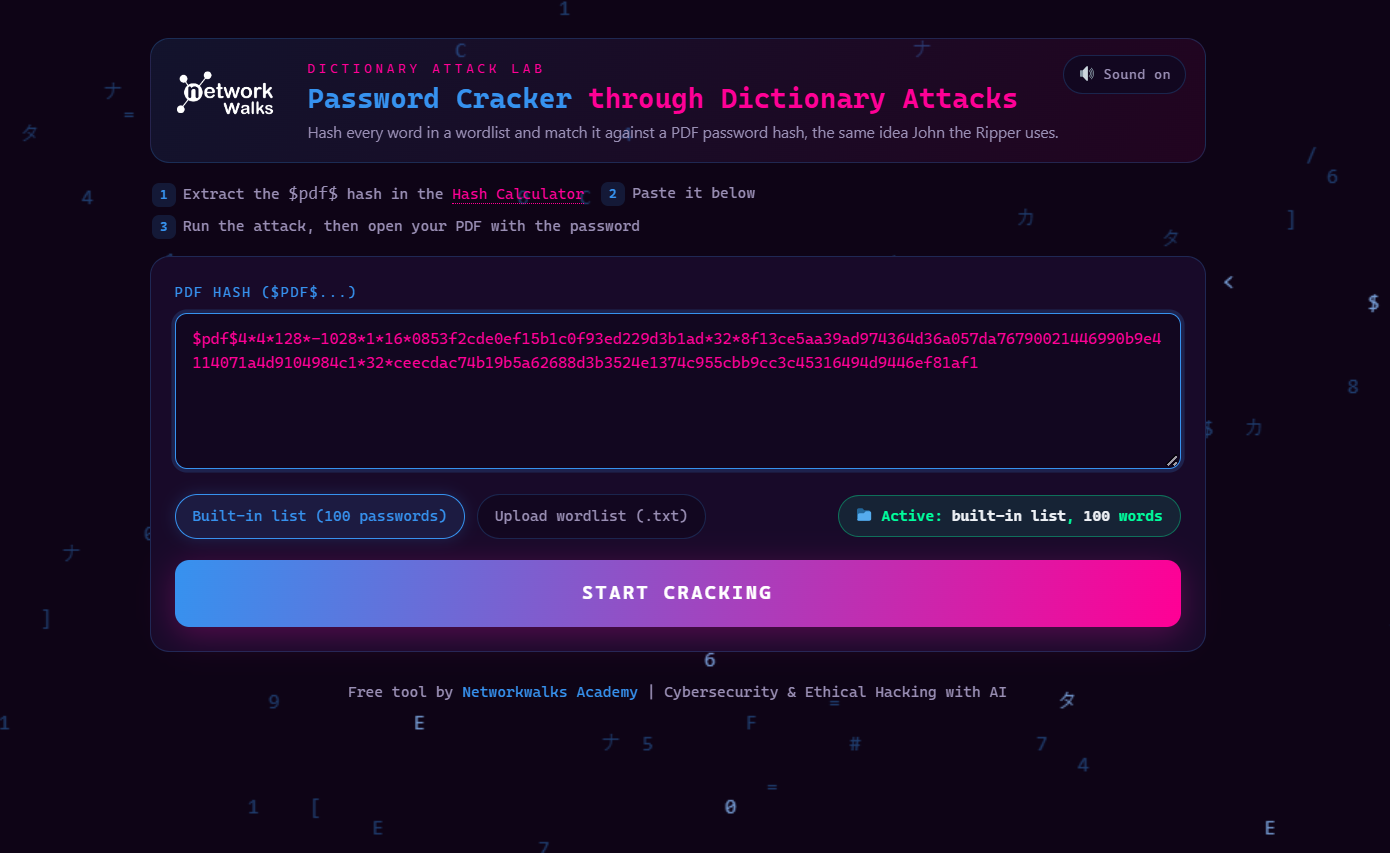 network
Walks
DICTIONARY ATTACK LAB
Password Cracker through Dictionary Attacks
Hash every word in a wordlist and match it against a PDF password hash, the same idea John the Ripper uses.
Sound on
1 Extract the $pdf$ hash in the Hash Calculator 2 Paste it below
3 Run the attack, then open your PDF with the password
PDF HASH ($PDF$...)
$pdf$4*4*128*-1028*1*16*0853f2cde0ef15b1c0f93ed229d3b1ad*32*8f13ce5aa39ad974364d36a057da76790021446990b9e4
114071a4d9104984c1*32*ceecdac74b19b5a62688d3b3524e1374c955cbb9cc3c45316494d9446ef81af1
Built-in list (100 passwords)
Upload wordlist (.txt)
Active: built-in list, 100 words
START CRACKING
Free tool by Networkwalks Academy | Cybersecurity & Ethical Hacking with AI